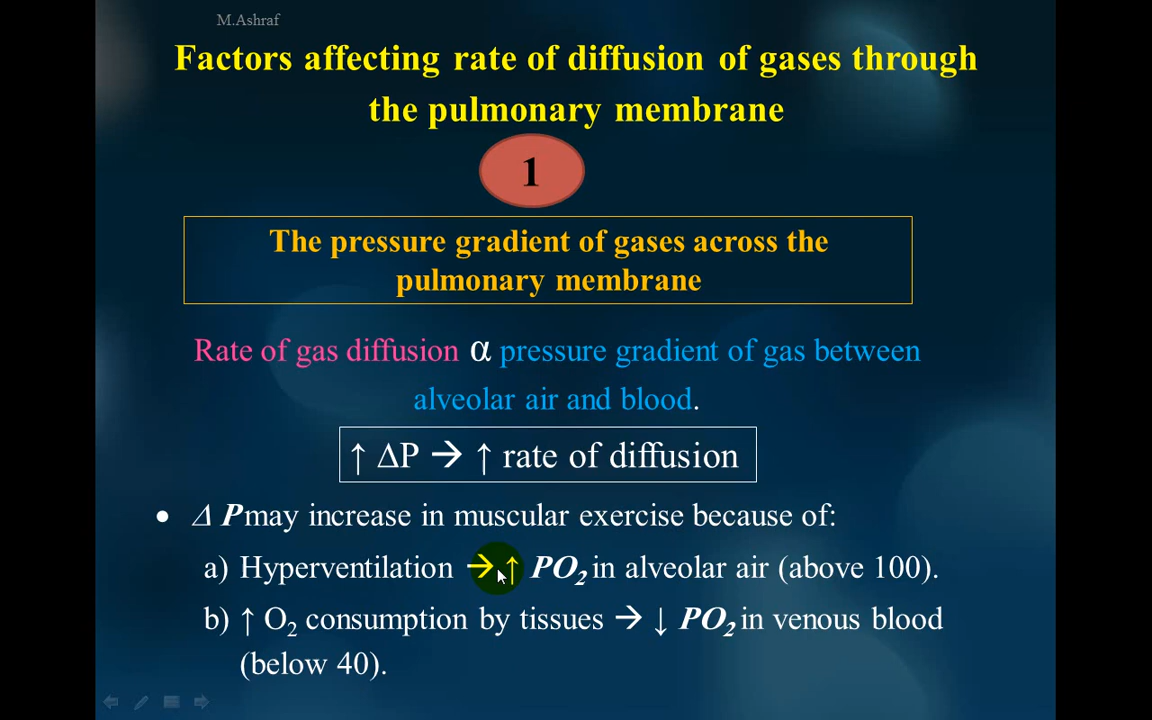 M.Ashraf
Factors affecting rate of diffusion of gases through
the pulmonary membrane
1
The pressure gradient of gases across the
pulmonary membrane
Rate of gas diffusion α pressure gradient of gas between
alveolar air and blood.
↑ ΔP → ↑ rate of diffusion
• Δ P may increase in muscular exercise because of:
a) Hyperventilation → ↑ PO₂ in alveolar air (above 100).
b) ↑ O₂ consumption by tissues → ↓ PO₂ in venous blood
(below 40).